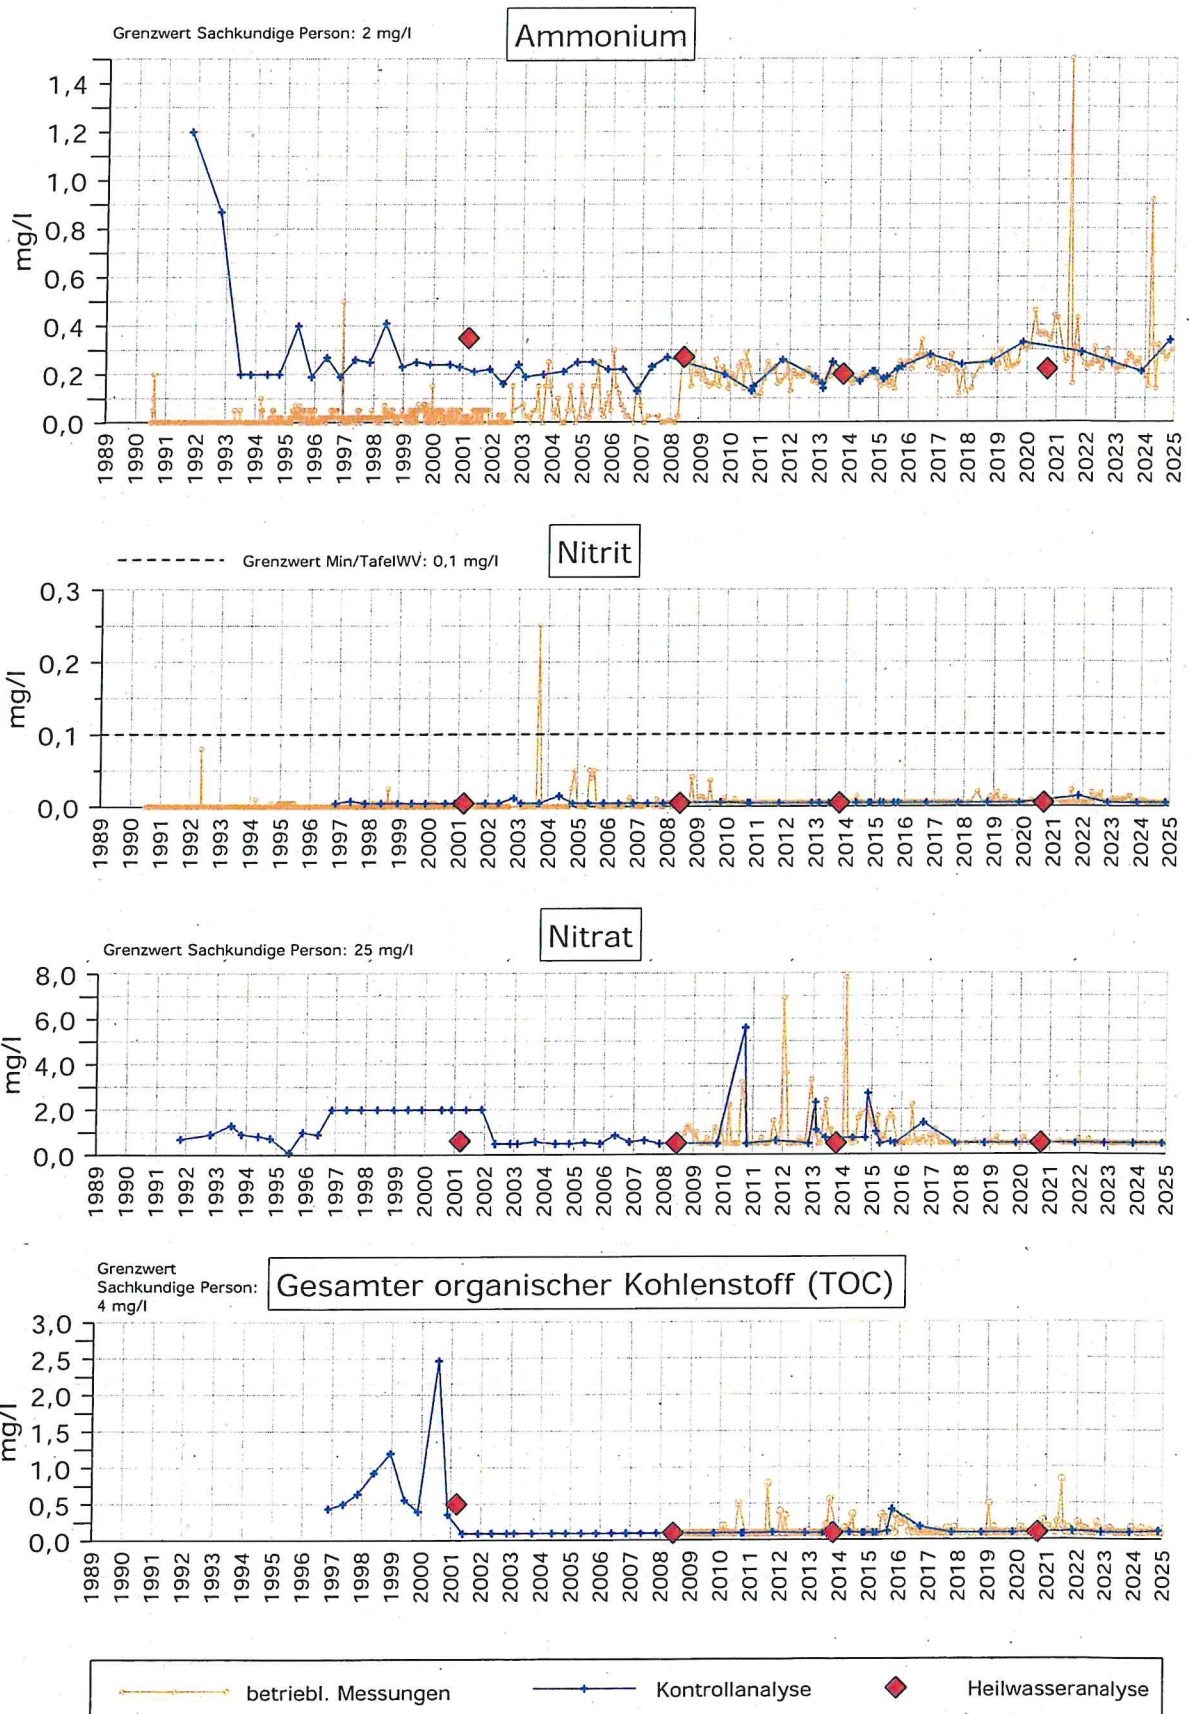 Grenzwert Sachkundige Person: 2 mg/l
Ammonium
mg/l
1,4
1,2
1,0
0,8
0,6
0,4
0,2
0,0
1989 1990 1991 1992 1993 1994 1995 1996 1997 1998 1999 2000 2001 2002 2003 2004 2005 2006 2007 2008 2009 2010 2011 2012 2013 2014 2015 2016 2017 2018 2019 2020 2021 2022 2023 2024 2025
Grenzwert Min/TafelWV: 0,1 mg/l
Nitrit
mg/l
0,3
0,2
0,1
0,0
1989 1990 1991 1992 1993 1994 1995 1996 1997 1998 1999 2000 2001 2002 2003 2004 2005 2006 2007 2008 2009 2010 2011 2012 2013 2014 2015 2016 2017 2018 2019 2020 2021 2022 2023 2024 2025
Grenzwert Sachkundige Person: 25 mg/l
Nitrat
mg/l
8,0
6,0
4,0
2,0
0,0
1989 1990 1991 1992 1993 1994 1995 1996 1997 1998 1999 2000 2001 2002 2003 2004 2005 2006 2007 2008 2009 2010 2011 2012 2013 2014 2015 2016 2017 2018 2019 2020 2021 2022 2023 2024 2025
Grenzwert
Sachkundige Person:
4 mg/l
Gesamter organischer Kohlenstoff (TOC)
mg/l
3,0
2,5
2,0
1,5
1,0
0,5
0,0
1989 1990 1991 1992 1993 1994 1995 1996 1997 1998 1999 2000 2001 2002 2003 2004 2005 2006 2007 2008 2009 2010 2011 2012 2013 2014 2015 2016 2017 2018 2019 2020 2021 2022 2023 2024 2025
betriebl. Messungen Kontrollanalyse Heilwasseranalyse